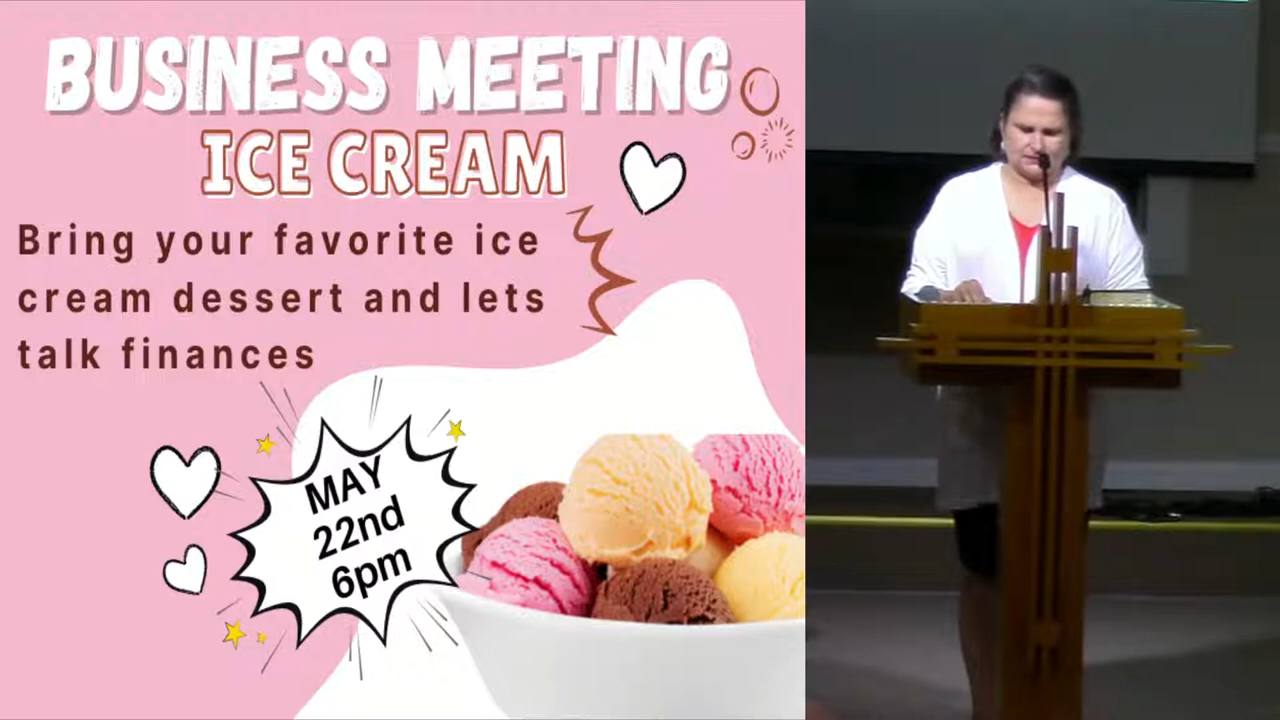 BUSINESS MEETING
ICE CREAM
Bring your favorite ice
cream dessert and lets
talk finances
MAY
22nd
6pm